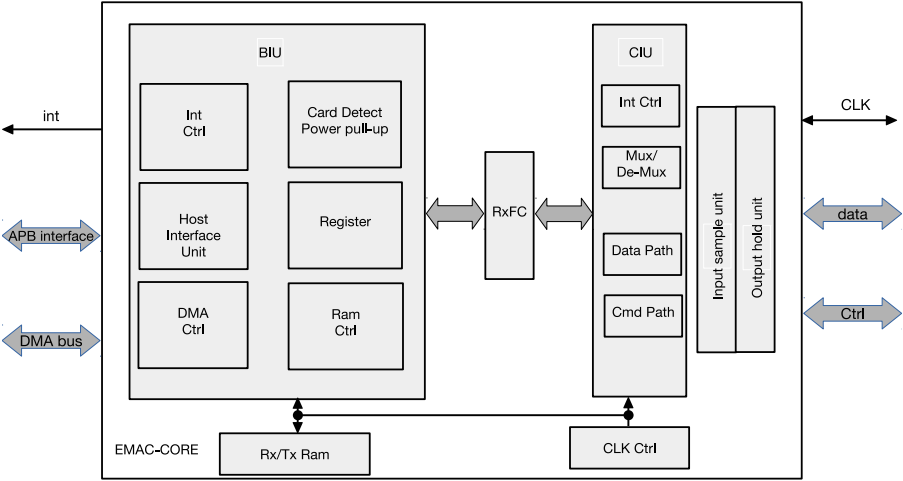 BIU
CIU
int
Int
Ctrl
Card Detect
Power pull-up
Int Ctrl
CLK
Mux/
De-Mux
Host
Interface
Unit
Register
RxFC
APB interface
data
Data Path
Input sample unit
Output hold unit
DMA
Ctrl
Ram
Ctrl
Cmd Path
Ctrl
DMA bus
EMAC-CORE
Rx/Tx Ram
CLK Ctrl